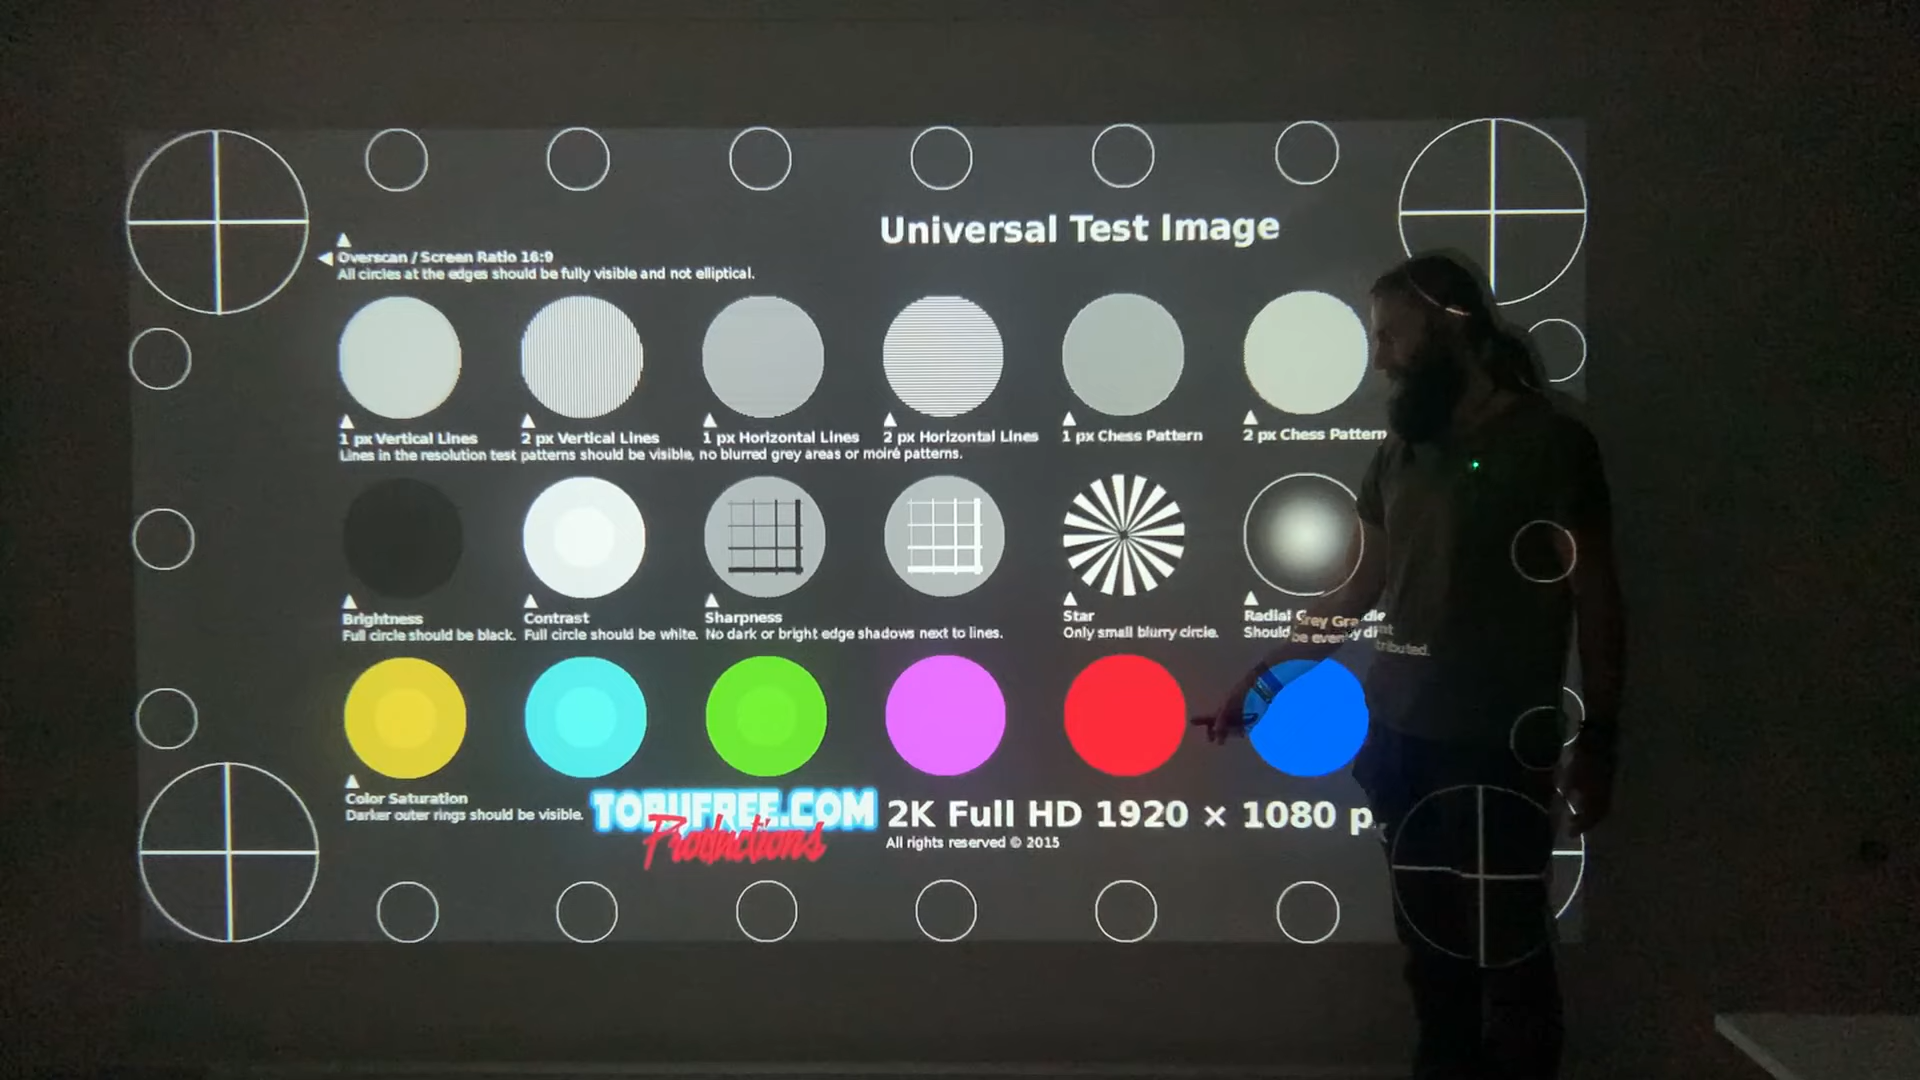 Universal Test Image
Overscan / Screen Ratio 16:9
All circles at the edges should be fully visible and not elliptical.
1 px Vertical Lines
2 px Vertical Lines
1 px Horizontal Lines
2 px Horizontal Lines
1 px Chess Pattern
2 px Chess Pattern
Lines in the resolution test patterns should be visible, no blurred grey areas or moiré patterns.
Brightness
Full circle should be black.
Contrast
Full circle should be white.
Sharpness
No dark or bright edge shadows next to lines.
Star
Only small blurry circle.
Radial Grey
Should be
Color Saturation
Darker outer rings should be visible.
TOBUFREE.COM
Productions
2K Full HD 1920 × 1080 px
All rights reserved © 2015